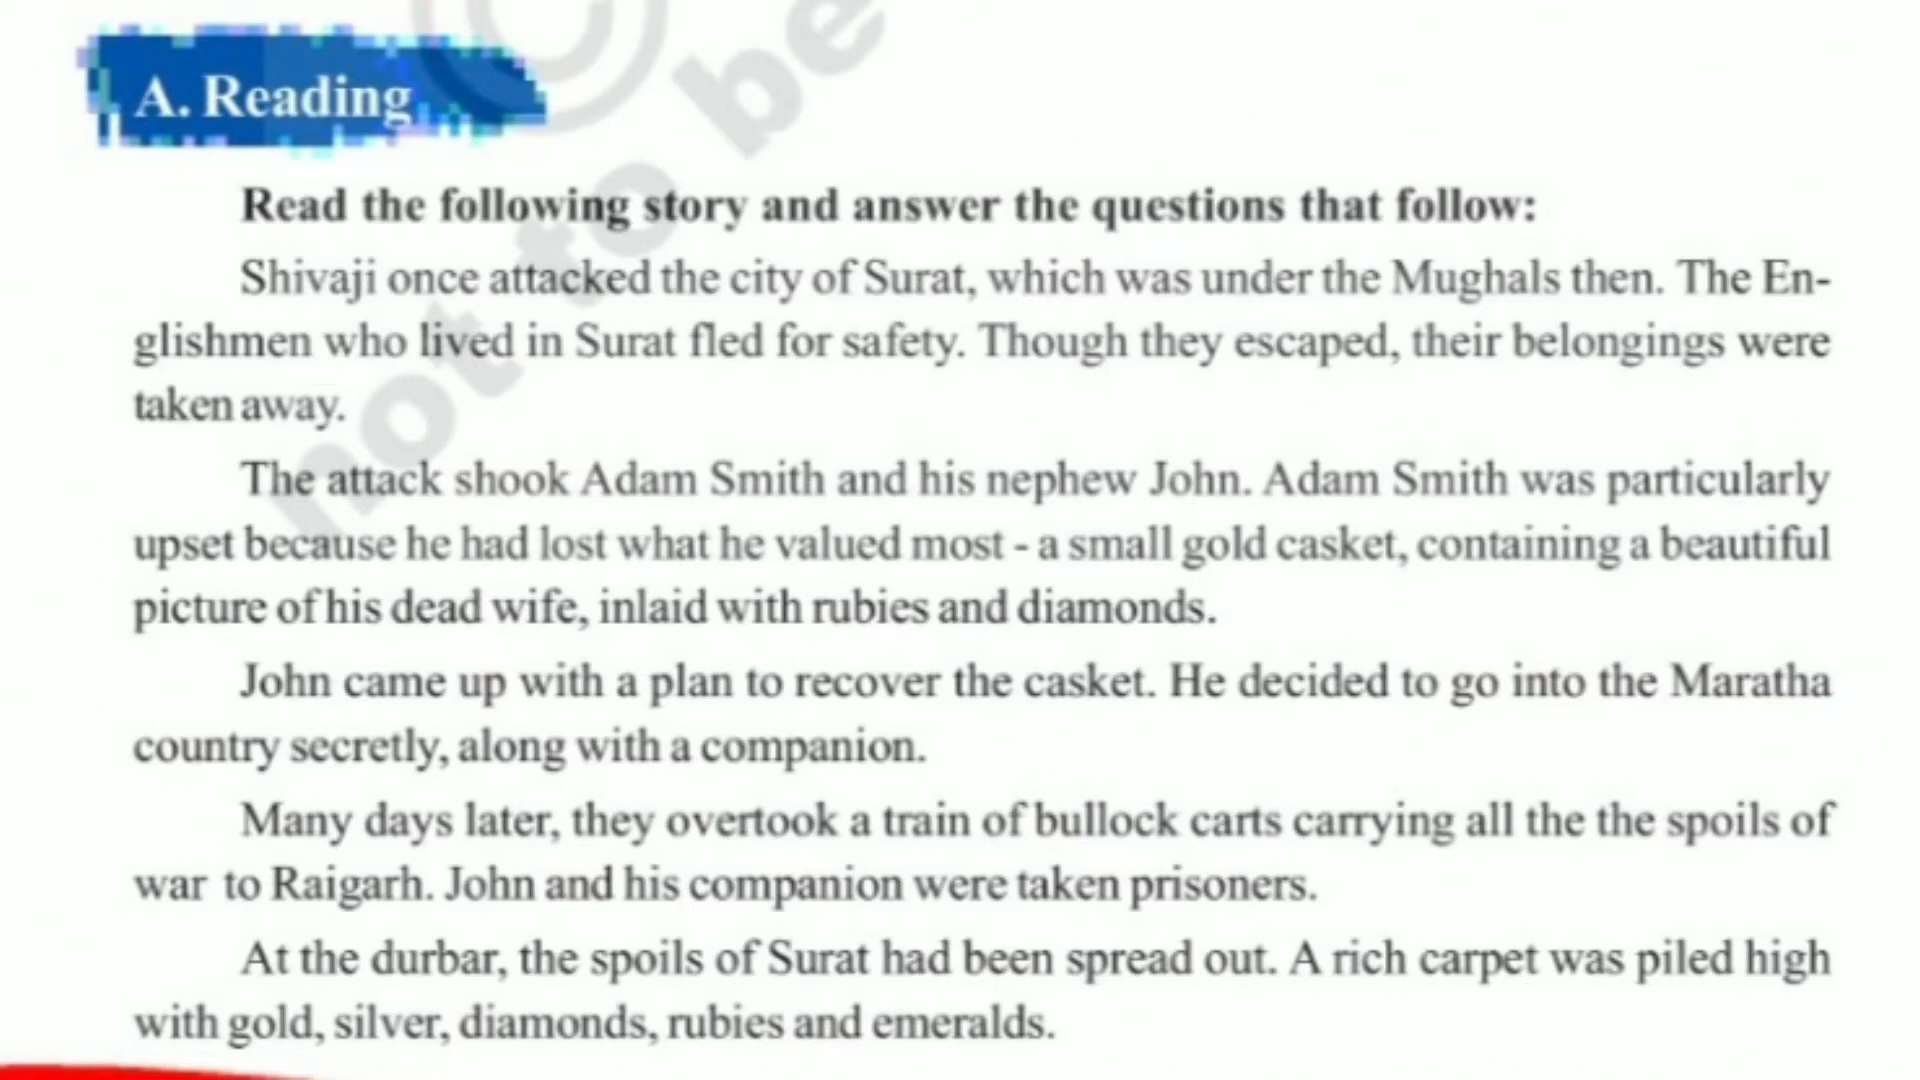 A. Reading
Read the following story and answer the questions that follow:
Shivaji once attacked the city of Surat, which was under the Mughals then. The En-
glishmen who lived in Surat fled for safety. Though they escaped, their belongings were
taken away.
The attack shook Adam Smith and his nephew John. Adam Smith was particularly
upset because he had lost what he valued most - a small gold casket, containing a beautiful
picture of his dead wife, inlaid with rubies and diamonds.
John came up with a plan to recover the casket. He decided to go into the Maratha
country secretly, along with a companion.
Many days later, they overtook a train of bullock carts carrying all the the spoils of
war to Raigarh. John and his companion were taken prisoners.
At the durbar, the spoils of Surat had been spread out. A rich carpet was piled high
with gold, silver, diamonds, rubies and emeralds.
©
not to be